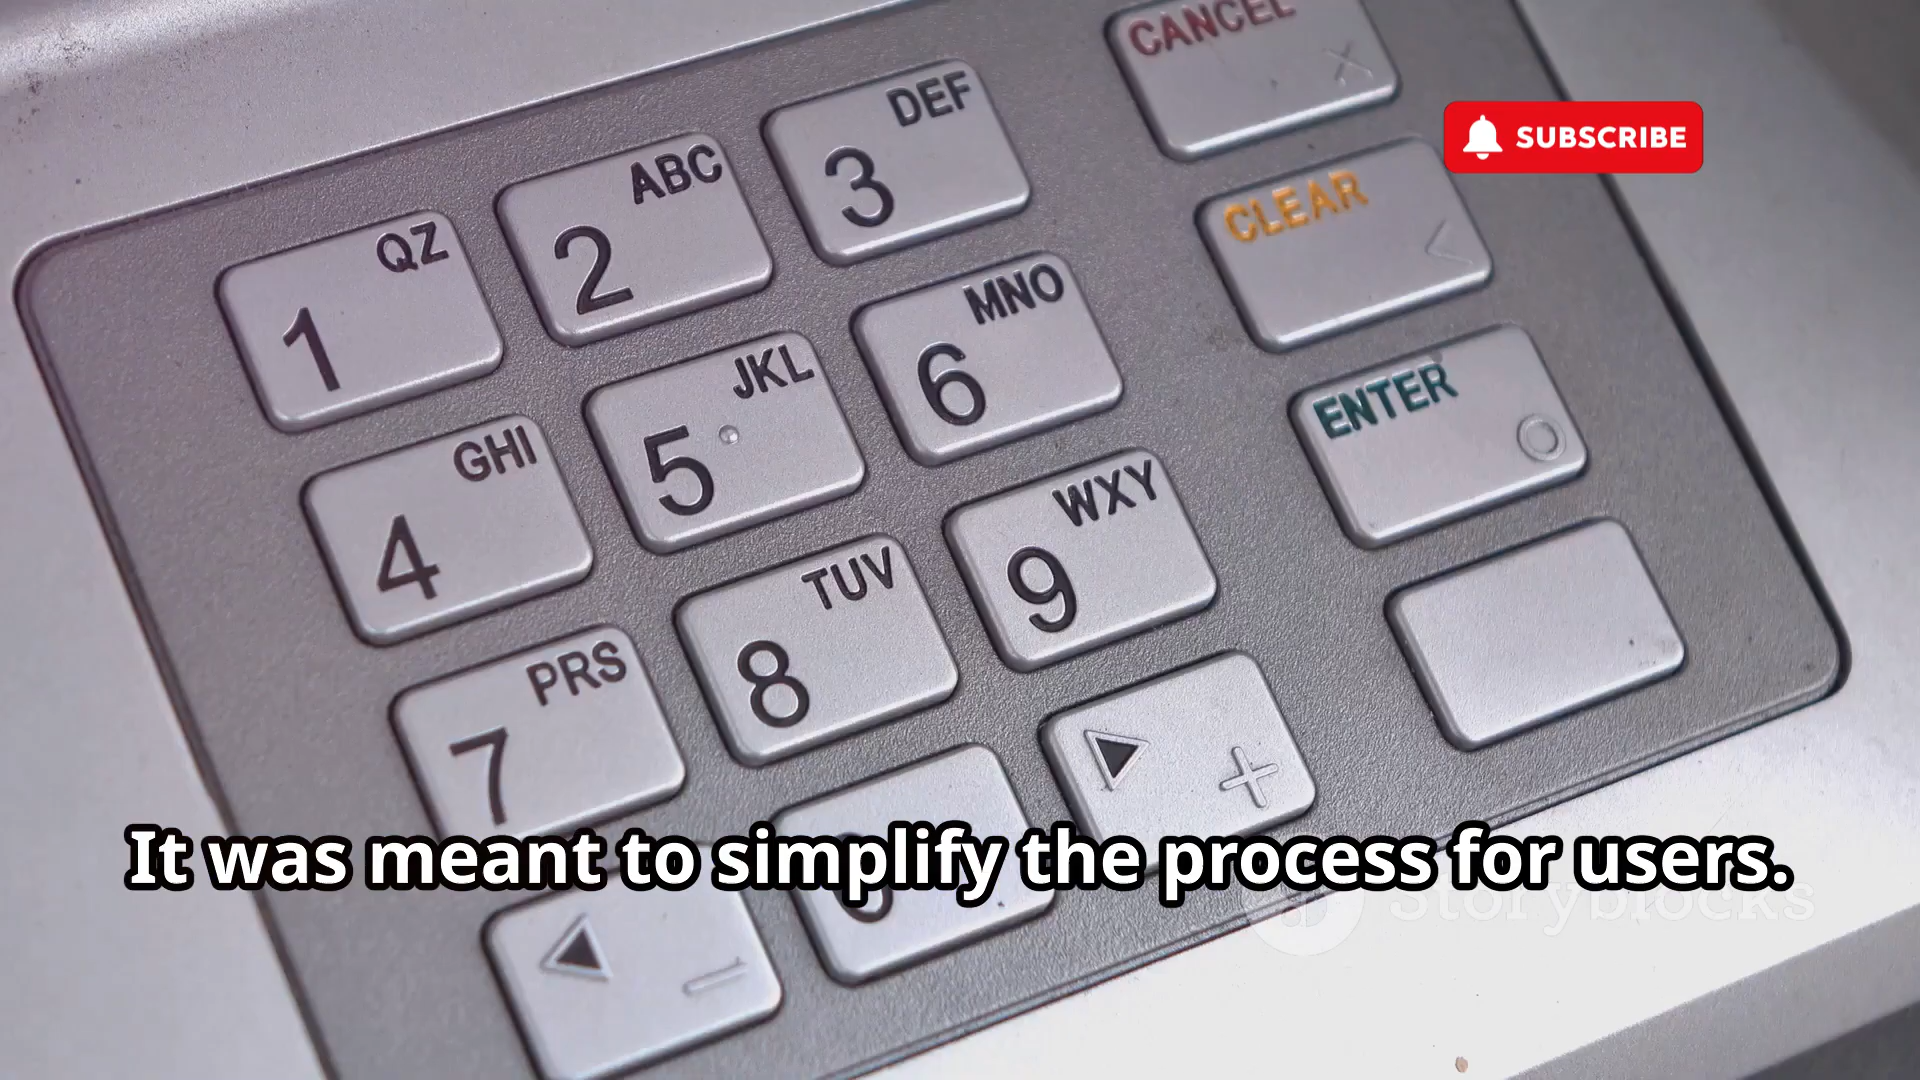 CANCEL
SUBSCRIBE
DEF
3
ABC
2
QZ
1
CLEAR
MNO
6
JKL
5
GHI
4
ENTER
WXY
9
TUV
8
PRS
7
It was meant to simplify the process for users.
Storyblocks